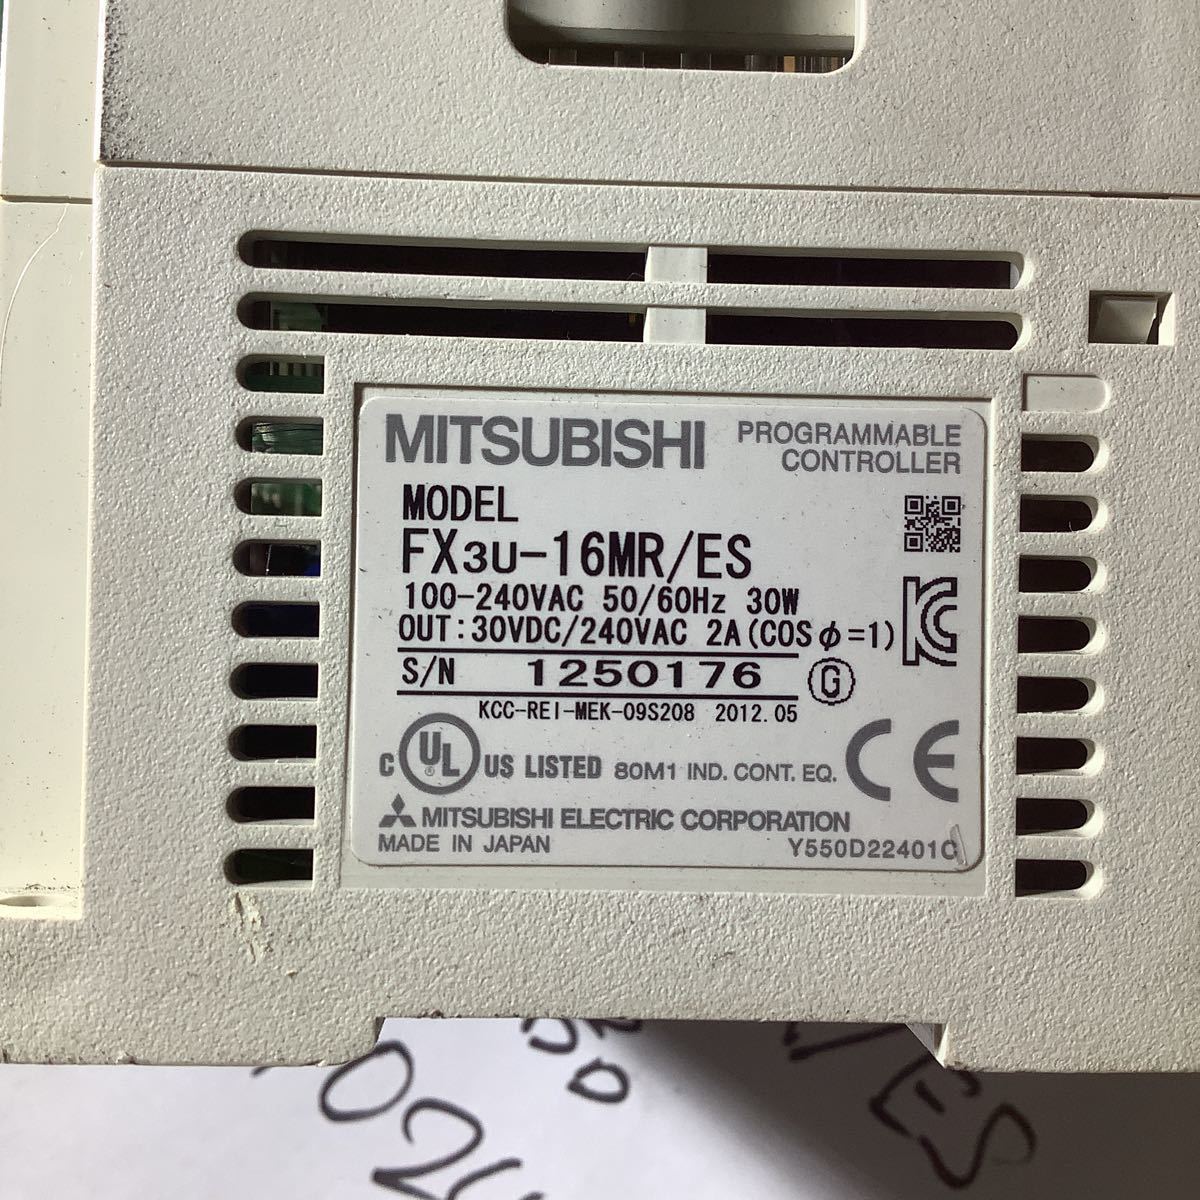 MITSUBISHI
PROGRAMMABLE
CONTROLLER
MODEL
FX3U-16MR/ES
100-240VAC 50/60Hz 30W
OUT:30VDC/240VAC 2A(COSφ=1)
S/N 1250176 G
KCC-REI-MEK-09S208 2012.05
C UL ® US LISTED 80M1 IND. CONT. EQ. CE
MITSUBISHI ELECTRIC CORPORATION
MADE IN JAPAN Y550D22401C